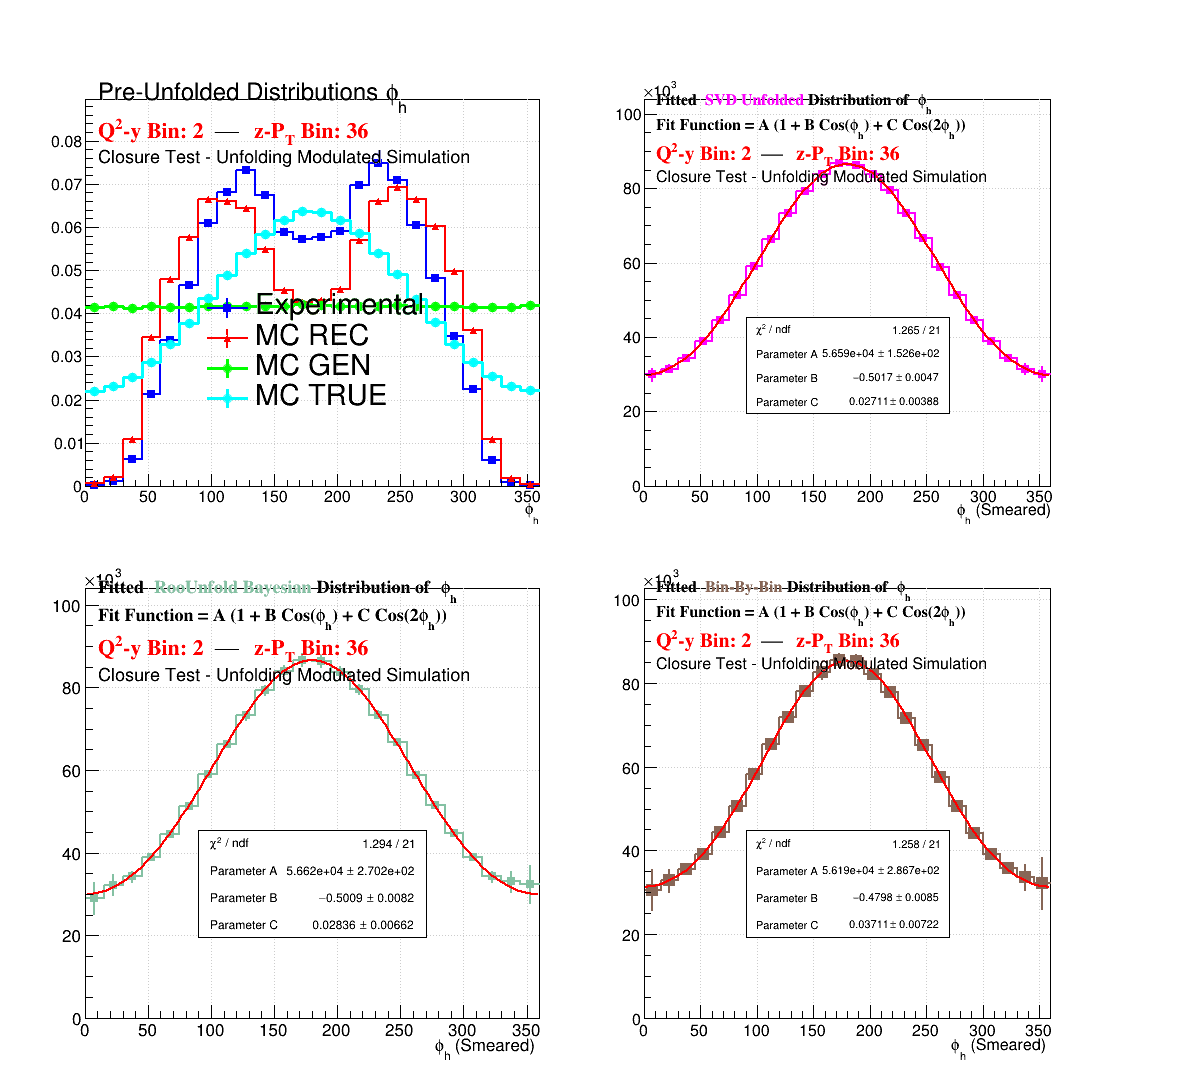 Pre-Unfolded Distributions ϕh
Q2-y Bin: 2 — z-PT Bin: 36
Closure Test - Unfolding Modulated Simulation
0.08
0.07
0.06
0.05
0.04
0.03
0.02
0.01
0
Experimental
MC REC
MC GEN
MC TRUE
0 50 100 150 200 250 300 350
ϕh
×103
Fitted SVD Unfolded Distribution of ϕh
Fit Function = A (1 + B Cos(ϕh) + C Cos(2ϕh))
Q2-y Bin: 2 — z-PT Bin: 36
Closure Test - Unfolding Modulated Simulation
100
80
60
40
20
0
χ2 / ndf 1.265 / 21
Parameter A 5.659e+04 ± 1.526e+02
Parameter B −0.5017 ± 0.0047
Parameter C 0.02711 ± 0.00388
0 50 100 150 200 250 300 350
ϕh (Smeared)
×103
Fitted RooUnfold Bayesian Distribution of ϕh
Fit Function = A (1 + B Cos(ϕh) + C Cos(2ϕh))
Q2-y Bin: 2 — z-PT Bin: 36
Closure Test - Unfolding Modulated Simulation
100
80
60
40
20
0
χ2 / ndf 1.294 / 21
Parameter A 5.662e+04 ± 2.702e+02
Parameter B −0.5009 ± 0.0082
Parameter C 0.02836 ± 0.00662
0 50 100 150 200 250 300 350
ϕh (Smeared)
×103
Fitted Bin-By-Bin Distribution of ϕh
Fit Function = A (1 + B Cos(ϕh) + C Cos(2ϕh))
Q2-y Bin: 2 — z-PT Bin: 36
Closure Test - Unfolding Modulated Simulation
100
80
60
40
20
0
χ2 / ndf 1.258 / 21
Parameter A 5.619e+04 ± 2.867e+02
Parameter B −0.4798 ± 0.0085
Parameter C 0.03711 ± 0.00722
0 50 100 150 200 250 300 350
ϕh (Smeared)